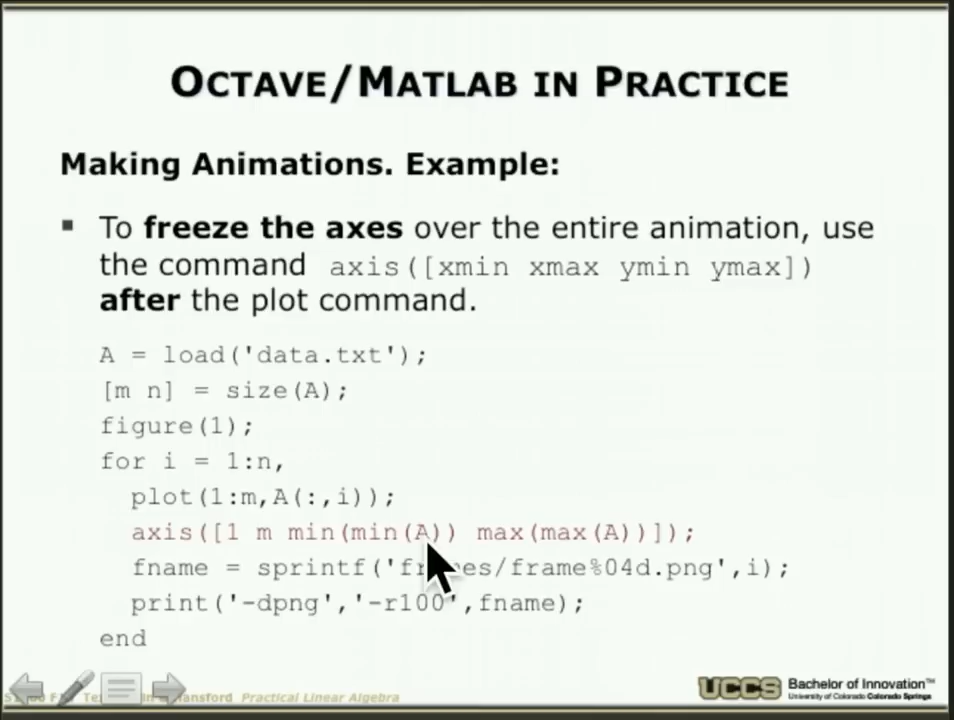 OCTAVE/MATLAB IN PRACTICE
Making Animations. Example:
▪ To freeze the axes over the entire animation, use
the command axis([xmin xmax ymin ymax])
after the plot command.
A = load('data.txt');
[m n] = size(A);
figure(1);
for i = 1:n,
plot(1:m,A(:,i));
axis([1 m min(min(A)) max(max(A))]);
fname = sprintf('frames/frame%04d.png',i);
print('-dpng','-r100',fname);
end
Practical Linear Algebra
UCCS Bachelor of Innovation™
University of Colorado Colorado Springs